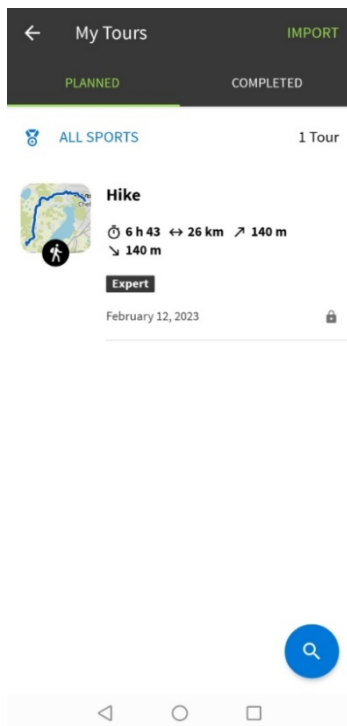 My Tours
IMPORT
PLANNED
COMPLETED
ALL SPORTS
1 Tour
Hike
6 h 43 ↔ 26 km ↗ 140 m
↘ 140 m
Expert
February 12, 2023